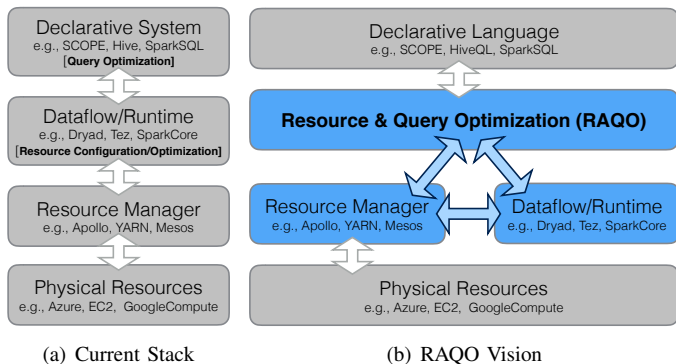 Declarative System
e.g., SCOPE, Hive, SparkSQL
[Query Optimization]
Dataflow/Runtime
e.g., Dryad, Tez, SparkCore
[Resource Configuration/Optimization]
Resource Manager
e.g., Apollo, YARN, Mesos
Physical Resources
e.g., Azure, EC2, GoogleCompute
(a) Current Stack
Declarative Language
e.g., SCOPE, HiveQL, SparkSQL
Resource & Query Optimization (RAQO)
Resource Manager
e.g., Apollo, YARN, Mesos
Dataflow/Runtime
e.g., Dryad, Tez, SparkCore
Physical Resources
e.g., Azure, EC2, GoogleCompute
(b) RAQO Vision